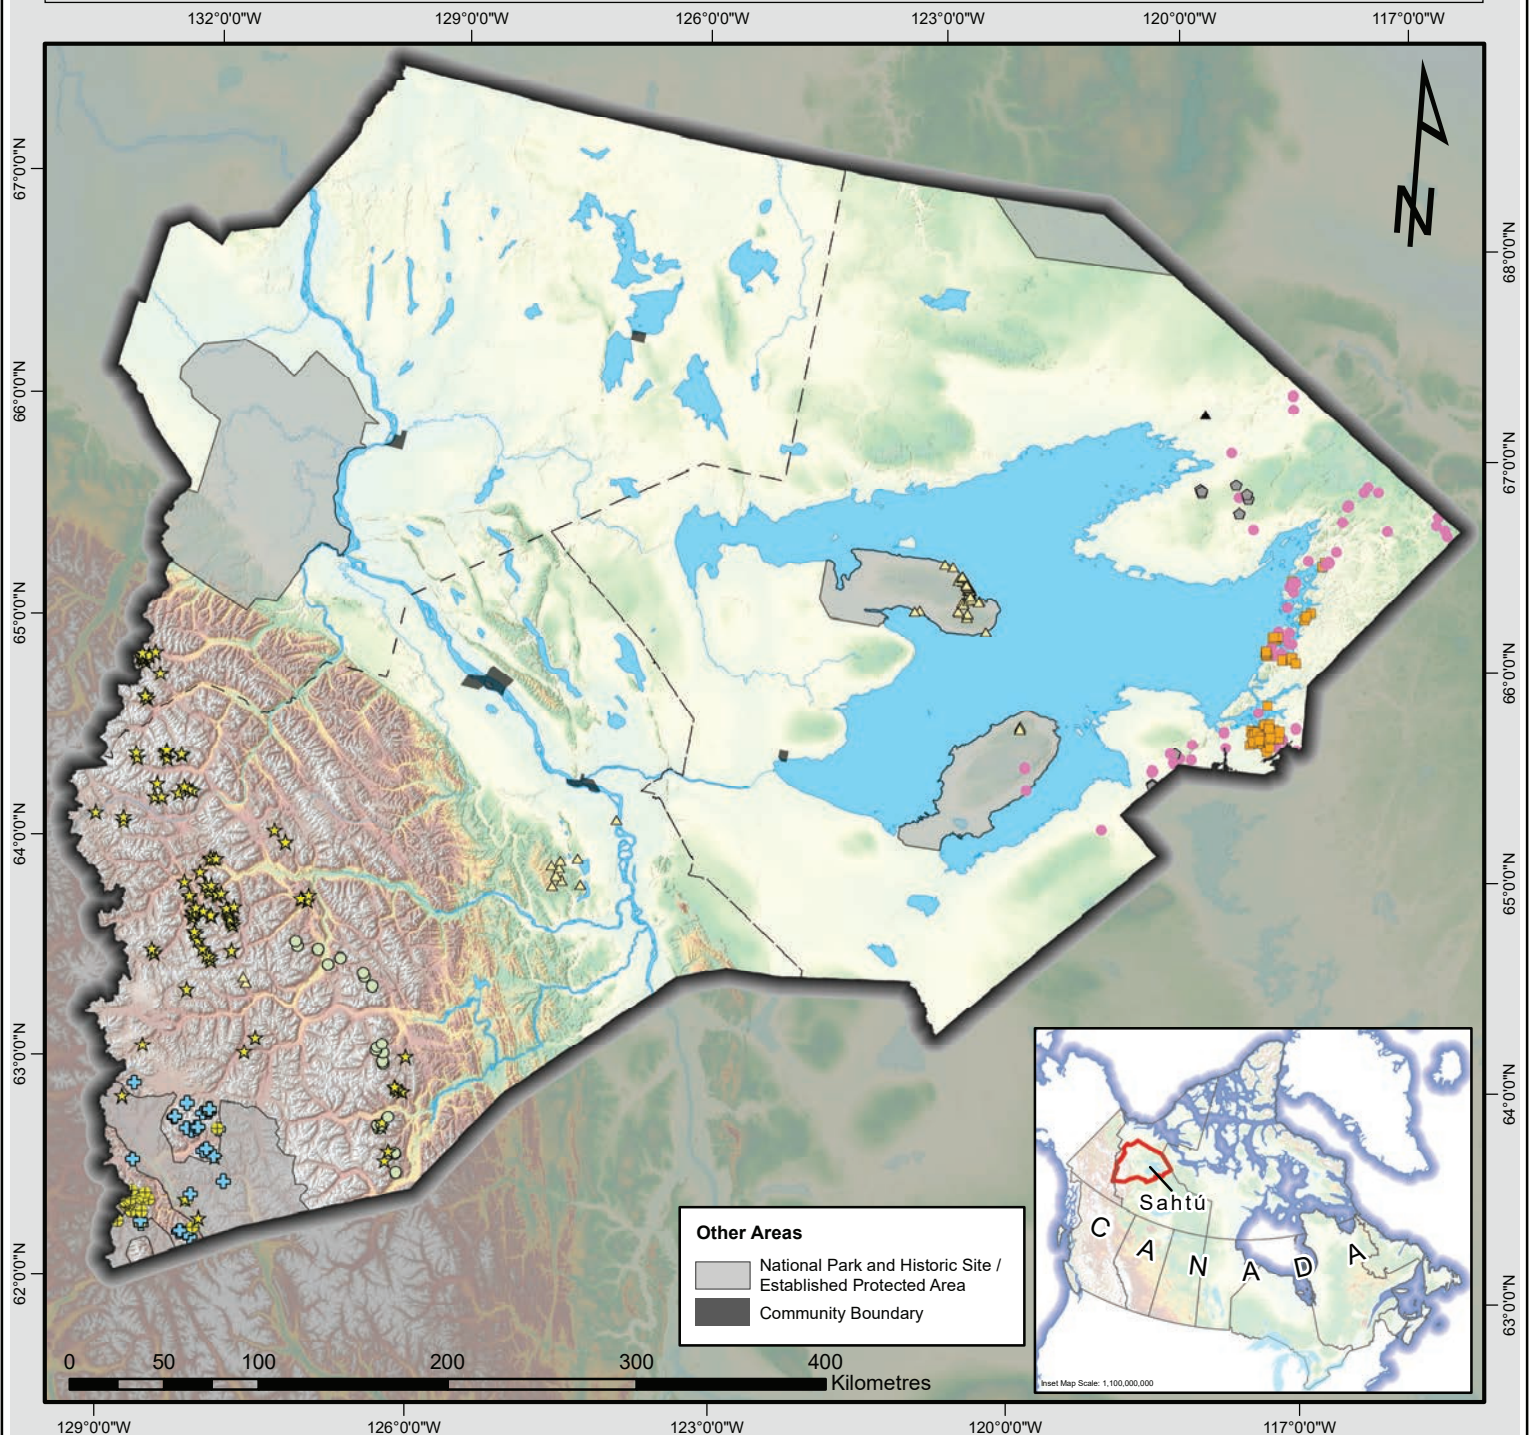 132°0'0"W 129°0'0"W 126°0'0"W 123°0'0"W 120°0'0"W 117°0'0"W
67°0'0"N
66°0'0"N
65°0'0"N
64°0'0"N
63°0'0"N
62°0'0"N
N
68°0'0"N
67°0'0"N
66°0'0"N
65°0'0"N
64°0'0"N
63°0'0"N
Other Areas
National Park and Historic Site /
Established Protected Area
Community Boundary
Sahtú
CANADA
Inset Map Scale: 1:100,000,000
0 50 100 200 300 400
Kilometres
129°0'0"W 126°0'0"W 123°0'0"W 120°0'0"W 117°0'0"W